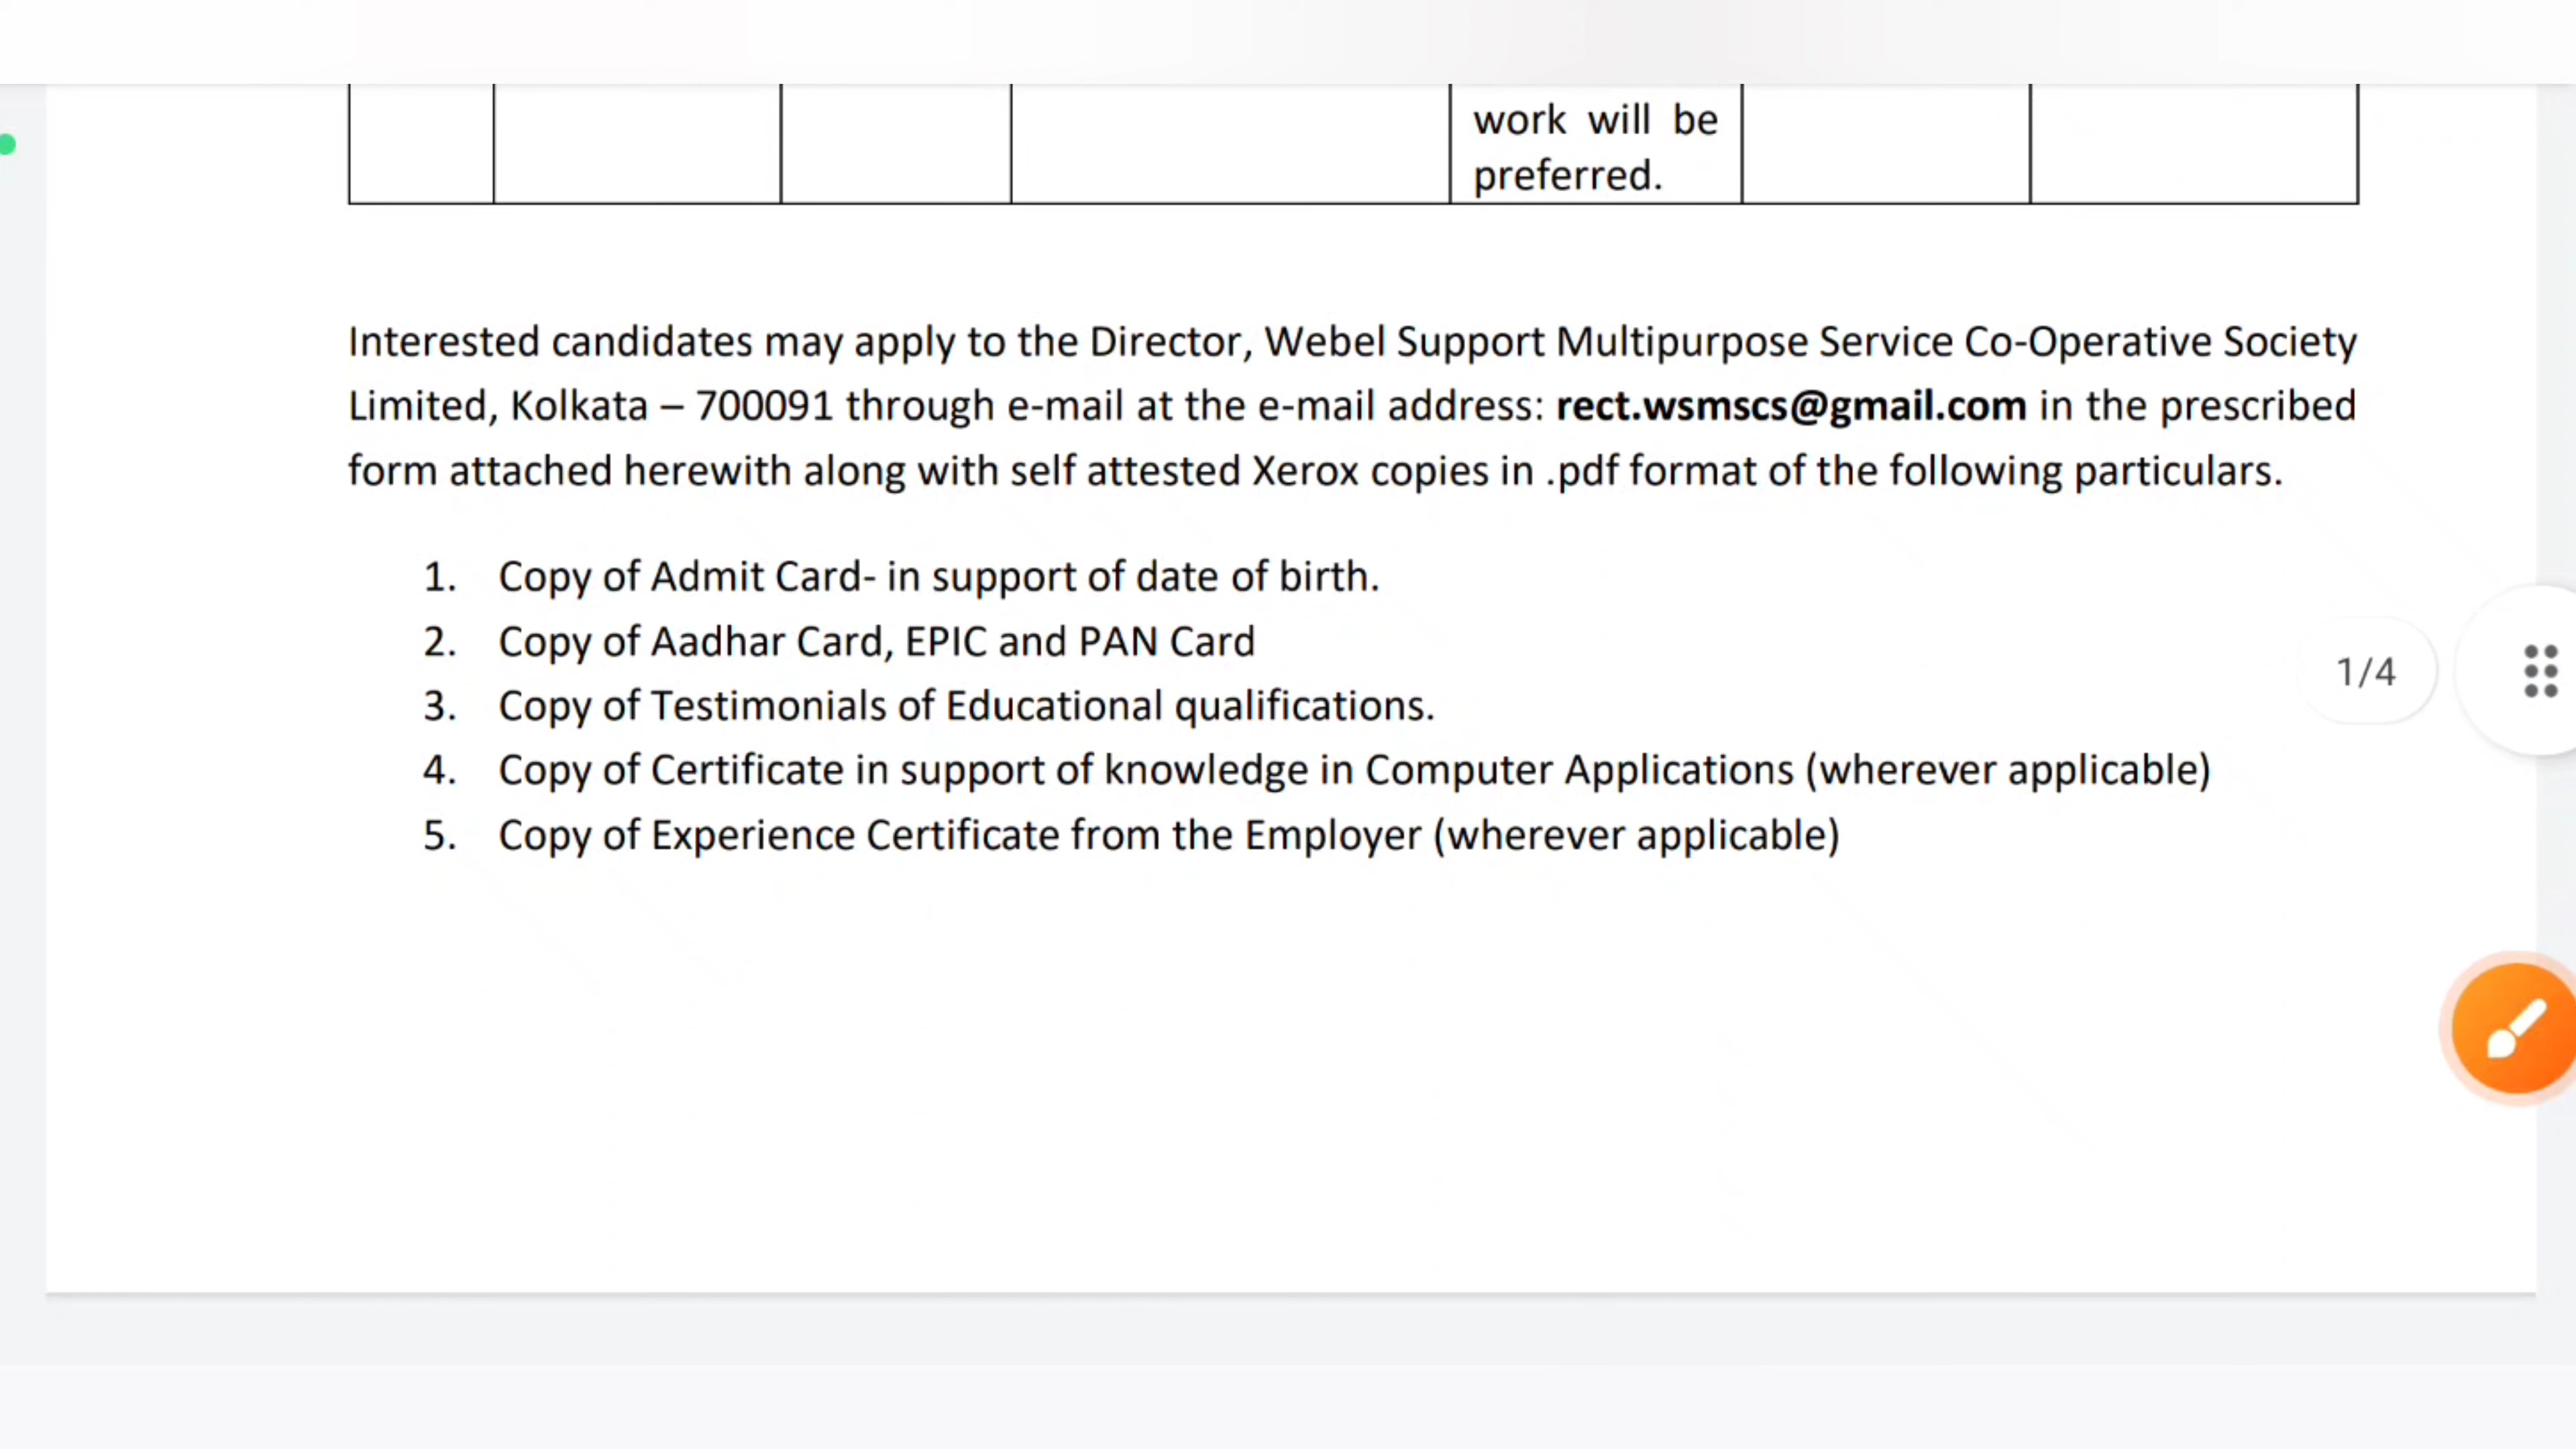 work will be
preferred.
Interested candidates may apply to the Director, Webel Support Multipurpose Service Co-Operative Society
Limited, Kolkata – 700091 through e-mail at the e-mail address: rect.wsmscs@gmail.com in the prescribed
form attached herewith along with self attested Xerox copies in .pdf format of the following particulars.
1. Copy of Admit Card- in support of date of birth.
2. Copy of Aadhar Card, EPIC and PAN Card
3. Copy of Testimonials of Educational qualifications.
4. Copy of Certificate in support of knowledge in Computer Applications (wherever applicable)
5. Copy of Experience Certificate from the Employer (wherever applicable)
1/4